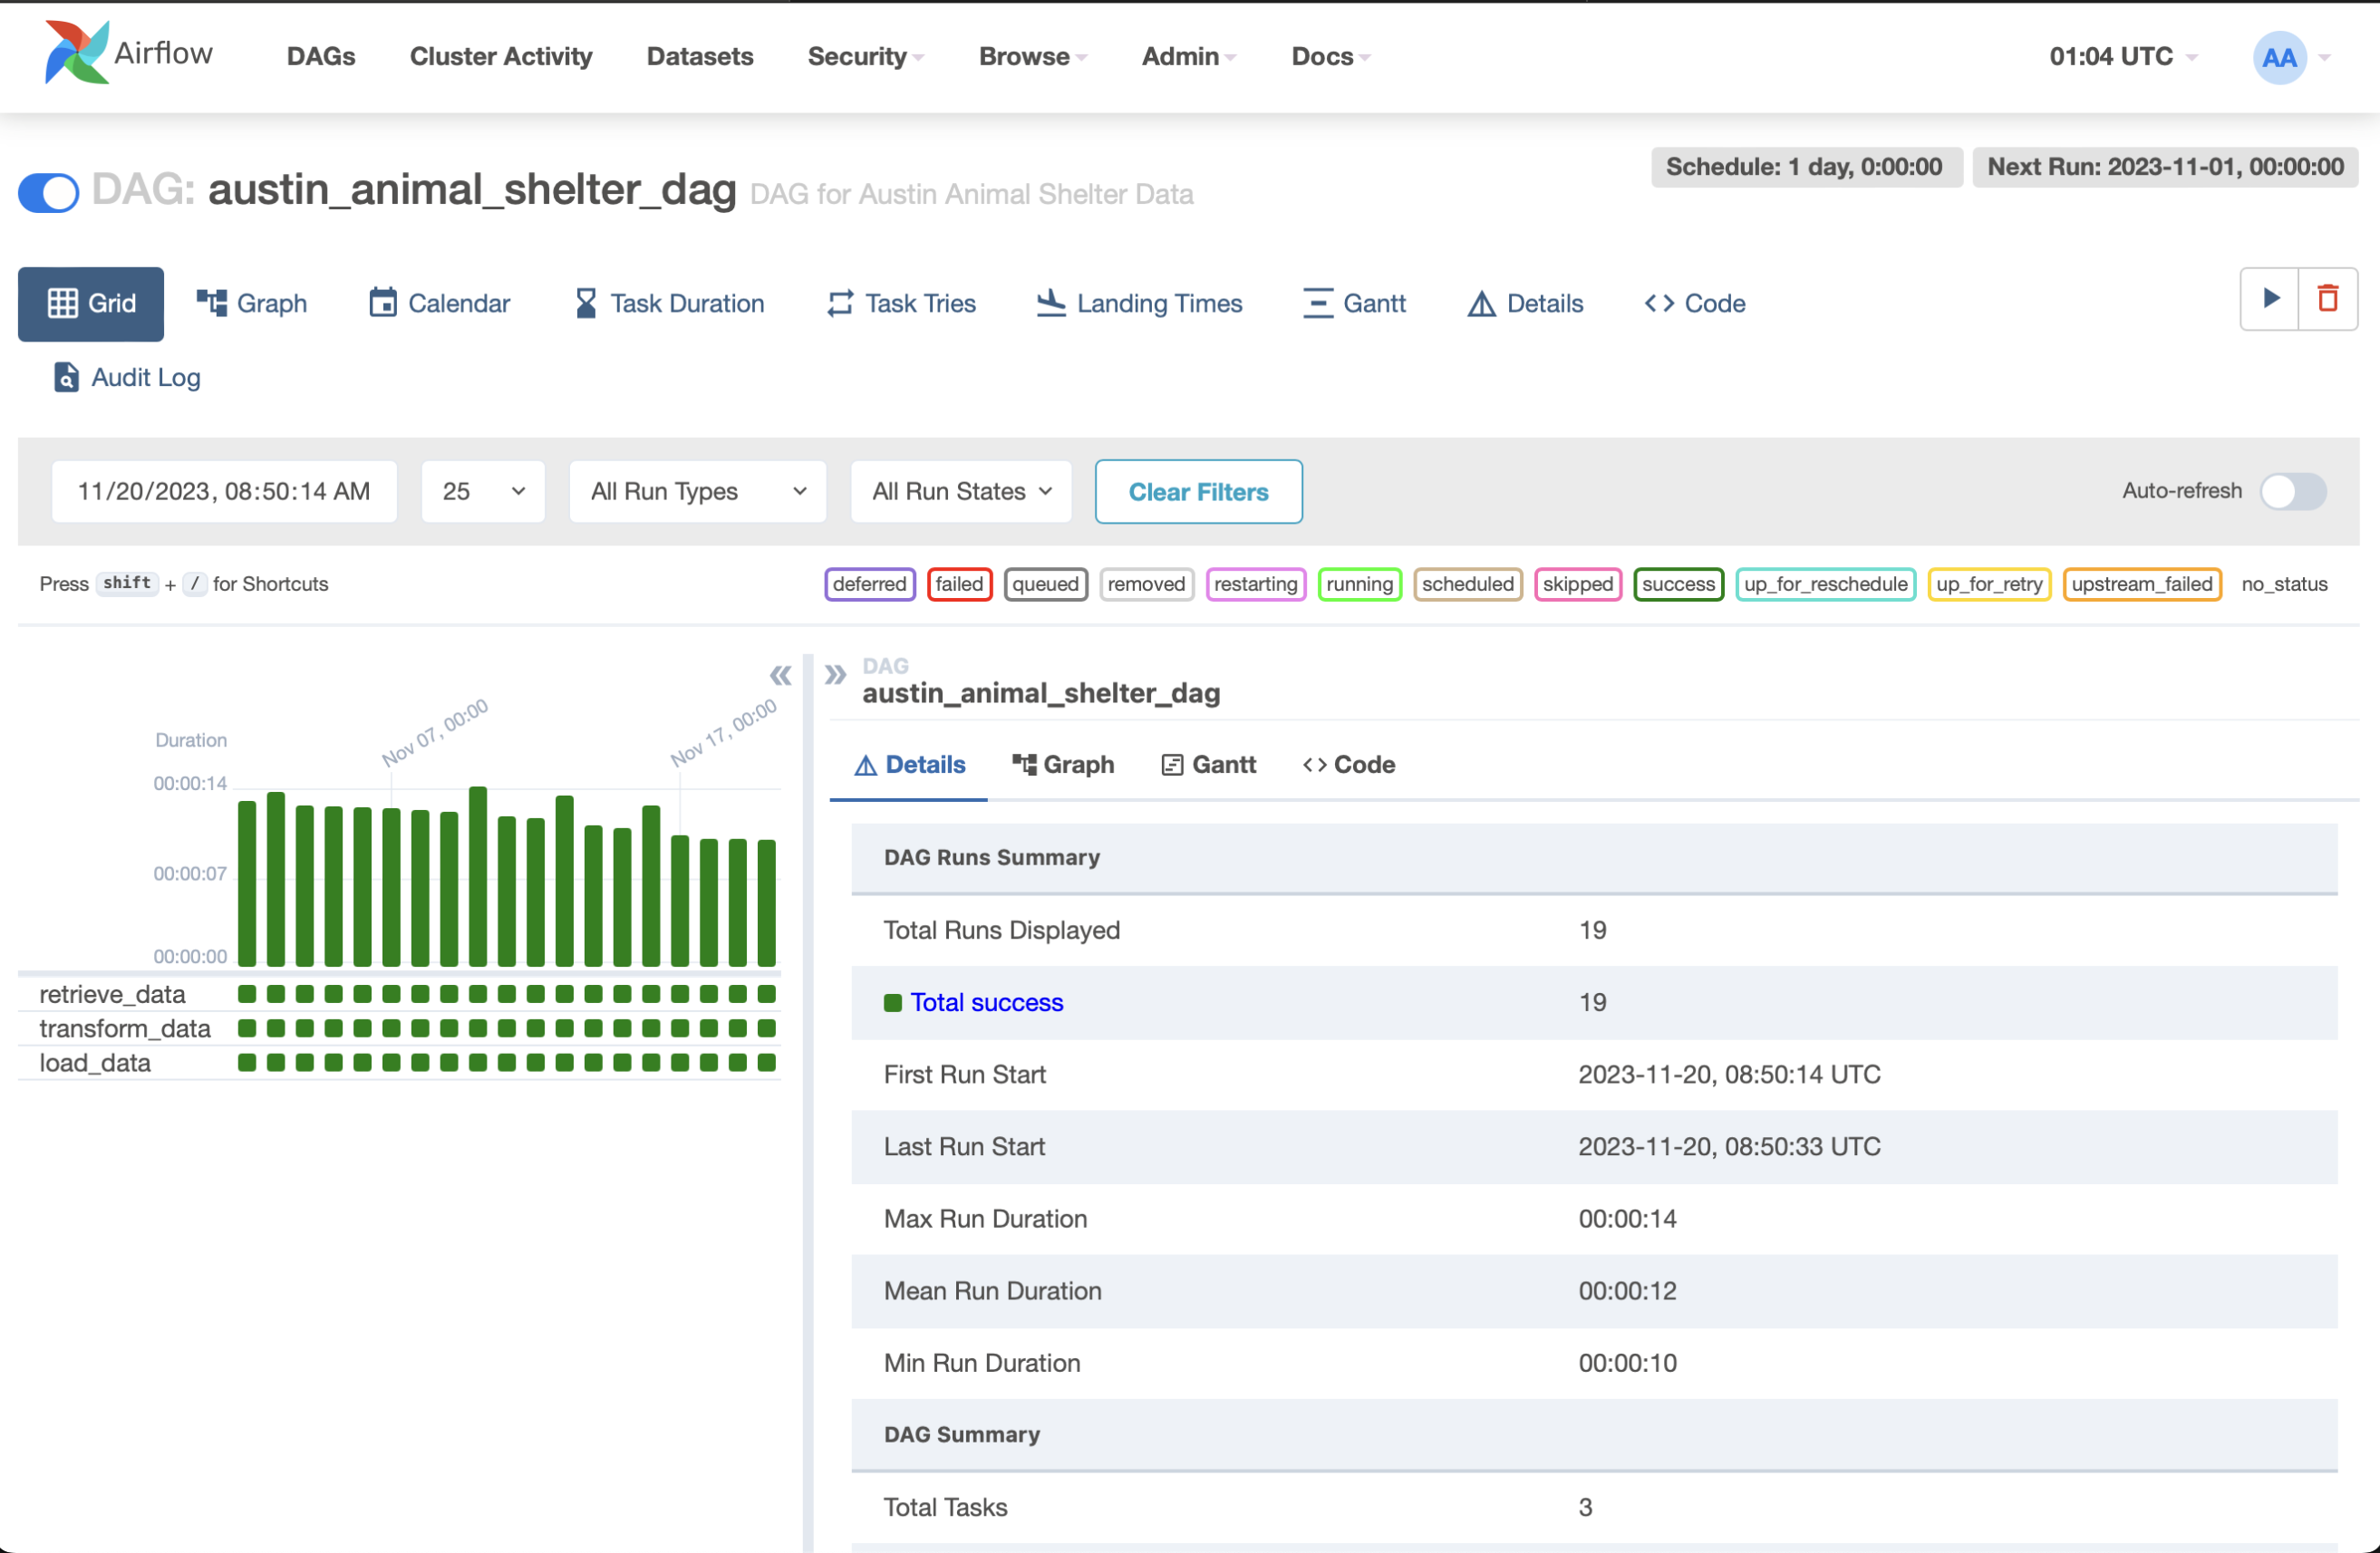 Airflow DAGs Cluster Activity Datasets Security Browse Admin Docs 01:04 UTC AA
Schedule: 1 day, 0:00:00 Next Run: 2023-11-01, 00:00:00
DAG: austin_animal_shelter_dag DAG for Austin Animal Shelter Data
Grid Graph Calendar Task Duration Task Tries Landing Times Gantt Details Code
Audit Log
11/20/2023, 08:50:14 AM 25 All Run Types All Run States Clear Filters Auto-refresh
Press shift + / for Shortcuts deferred failed queued removed restarting running scheduled skipped success up_for_reschedule up_for_retry upstream_failed no_status
DAG
austin_animal_shelter_dag
Nov 07, 00:00 Nov 17, 00:00
Duration
00:00:14
00:00:07
00:00:00
retrieve_data
transform_data
load_data
Details Graph Gantt Code
DAG Runs Summary
Total Runs Displayed 19
Total success 19
First Run Start 2023-11-20, 08:50:14 UTC
Last Run Start 2023-11-20, 08:50:33 UTC
Max Run Duration 00:00:14
Mean Run Duration 00:00:12
Min Run Duration 00:00:10
DAG Summary
Total Tasks 3